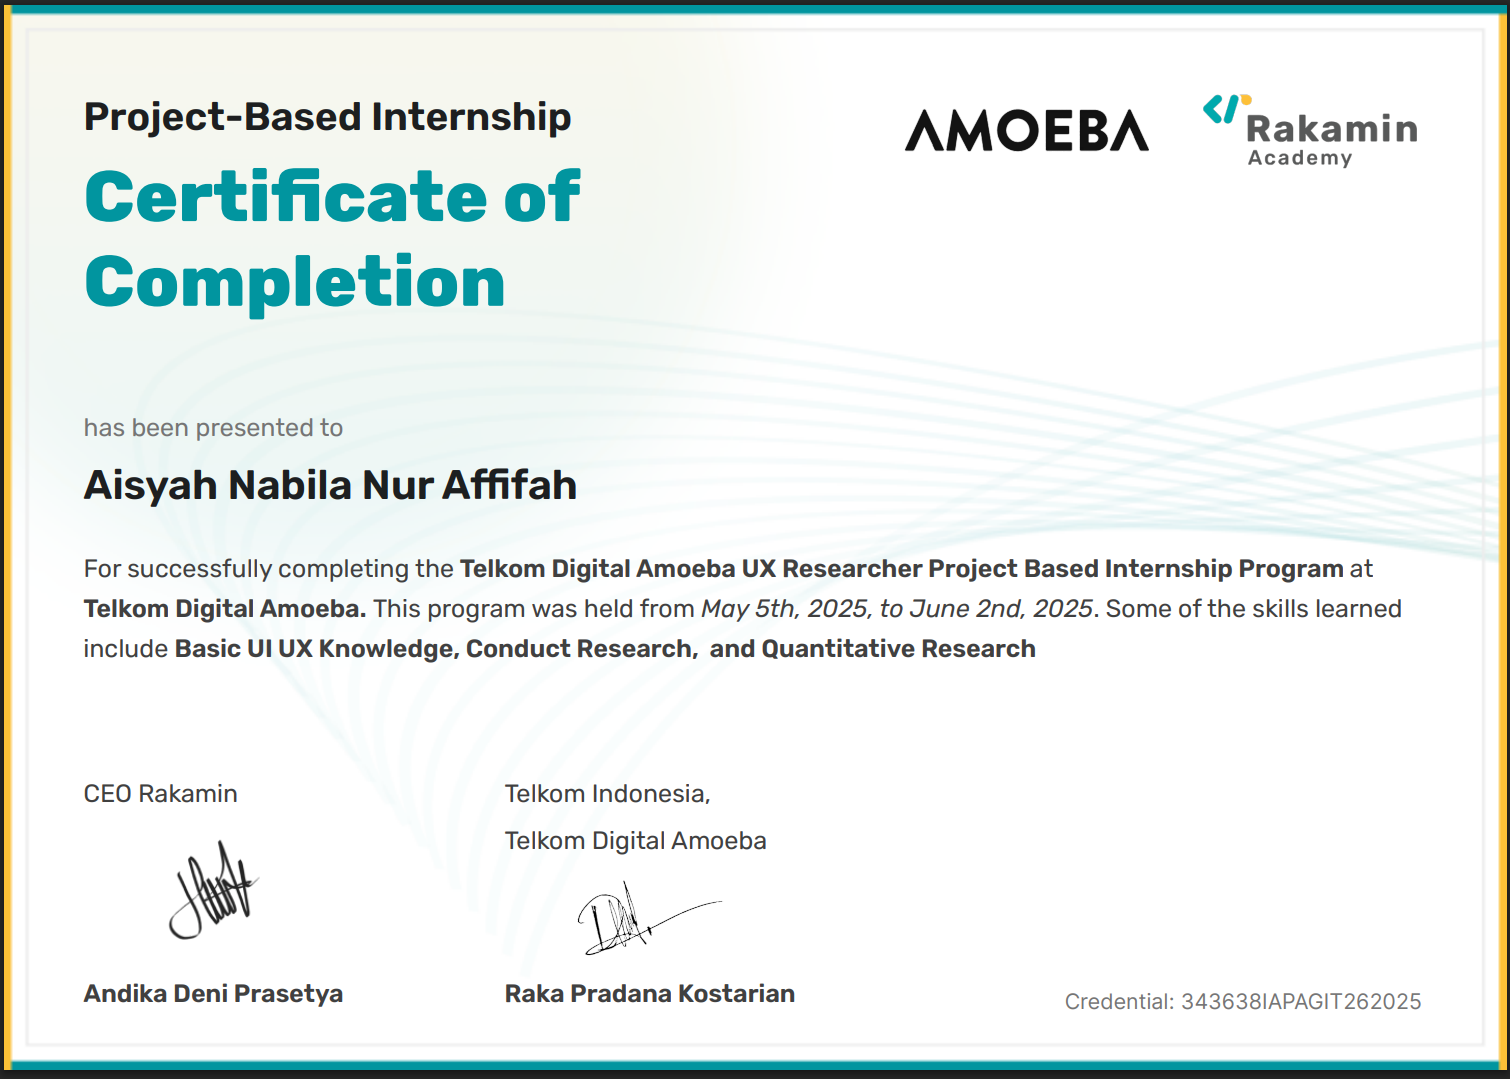 Project-Based Internship
Certificate of
Completion
AMOEBA
Rakamin
Academy
has been presented to
Aisyah Nabila Nur Affifah
For successfully completing the Telkom Digital Amoeba UX Researcher Project Based Internship Program at
Telkom Digital Amoeba. This program was held from May 5th, 2025, to June 2nd, 2025. Some of the skills learned
include Basic UI UX Knowledge, Conduct Research,  and Quantitative Research
CEO Rakamin
Andika Deni Prasetya
Telkom Indonesia,
Telkom Digital Amoeba
Raka Pradana Kostarian
Credential: 343638IAPAGIT262025